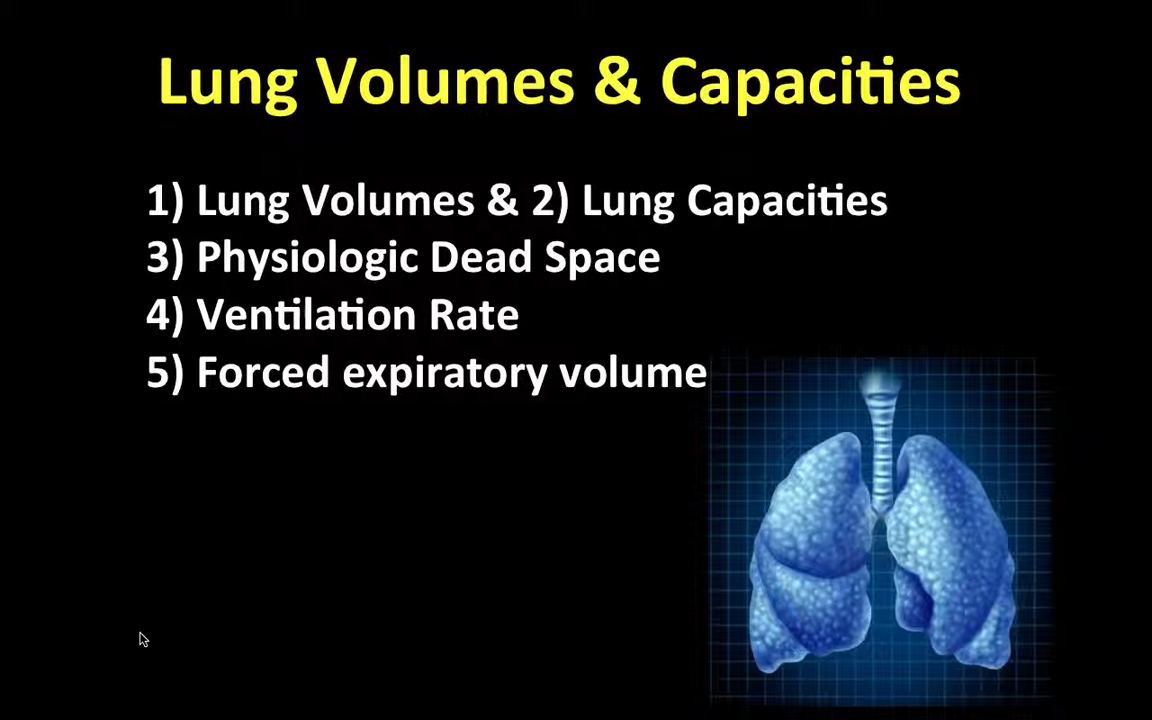 Lung Volumes & Capacities
1) Lung Volumes & 2) Lung Capacities
3) Physiologic Dead Space
4) Ventilation Rate
5) Forced expiratory volume